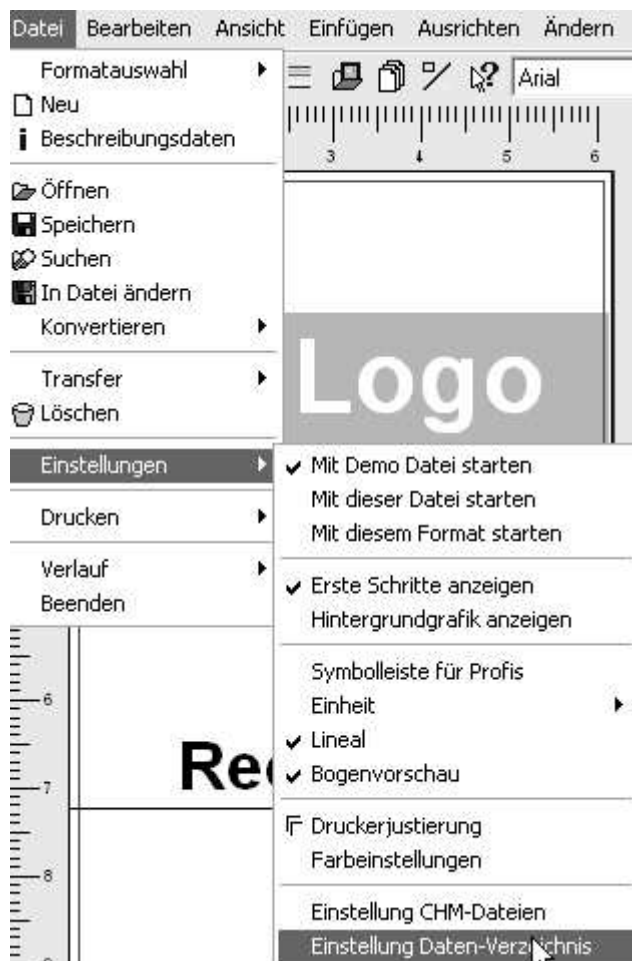 Datei Bearbeiten Ansicht Einfügen Ausrichten Ändern
Formatauswahl
Arial
Neu
Beschreibungsdaten
3 4 5 6
Öffnen
Speichern
Suchen
In Datei ändern
Konvertieren
Transfer
Löschen
Logo
Einstellungen
Drucken
Verlauf
Beenden
Mit Demo Datei starten
Mit dieser Datei starten
Mit diesem Format starten
Erste Schritte anzeigen
Hintergrundgrafik anzeigen
Symbolleiste für Profis
Einheit
Lineal
Bogenvorschau
Druckerjustierung
Farbeinstellungen
Einstellung CHM-Dateien
Einstellung Daten-Verzeichnis
6
7
8